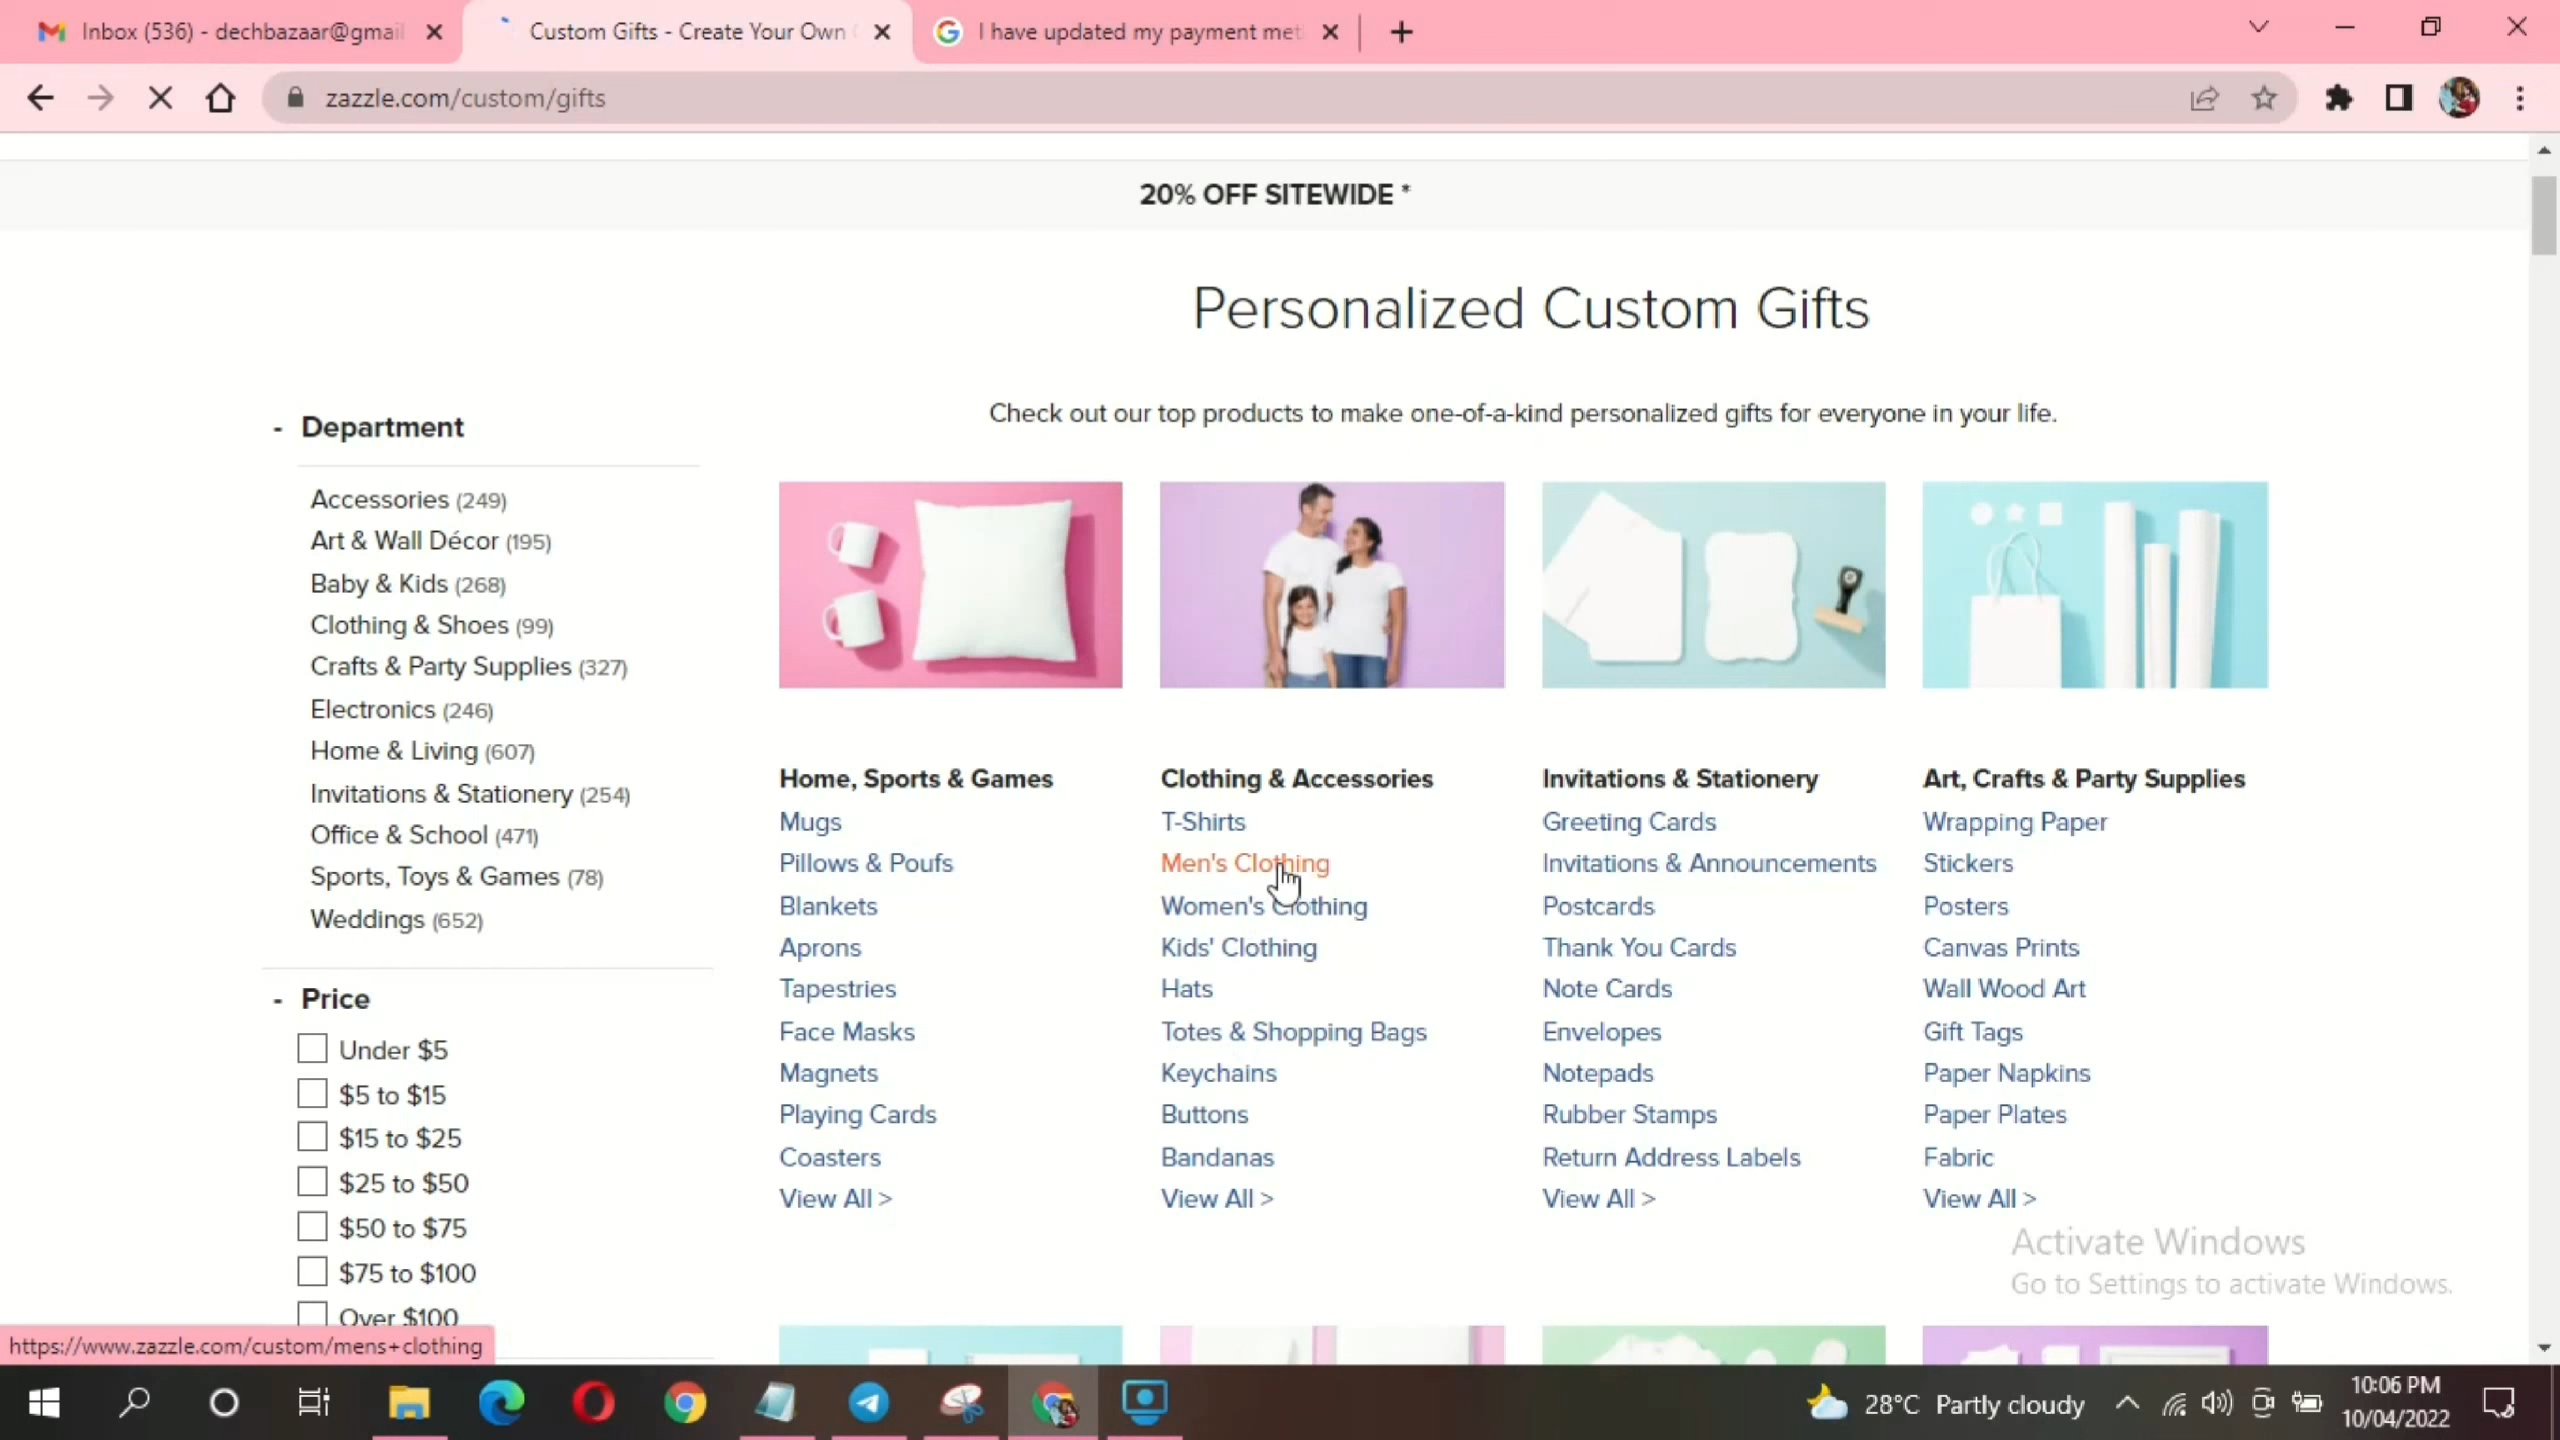 Inbox (536) - dechbazaar@gmail
Custom Gifts - Create Your Own
I have updated my payment met
zazzle.com/custom/gifts
20% OFF SITEWIDE *
Personalized Custom Gifts
Check out our top products to make one-of-a-kind personalized gifts for everyone in your life.
- Department
Accessories (249)
Art & Wall Décor (195)
Baby & Kids (268)
Clothing & Shoes (99)
Crafts & Party Supplies (327)
Electronics (246)
Home & Living (607)
Invitations & Stationery (254)
Office & School (471)
Sports, Toys & Games (78)
Weddings (652)
- Price
Under $5
$5 to $15
$15 to $25
$25 to $50
$50 to $75
$75 to $100
Over $100
Home, Sports & Games
Mugs
Pillows & Poufs
Blankets
Aprons
Tapestries
Face Masks
Magnets
Playing Cards
Coasters
View All >
Clothing & Accessories
T-Shirts
Men's Clothing
Women's Clothing
Kids' Clothing
Hats
Totes & Shopping Bags
Keychains
Buttons
Bandanas
View All >
Invitations & Stationery
Greeting Cards
Invitations & Announcements
Postcards
Thank You Cards
Note Cards
Envelopes
Notepads
Rubber Stamps
Return Address Labels
View All >
Art, Crafts & Party Supplies
Wrapping Paper
Stickers
Posters
Canvas Prints
Wall Wood Art
Gift Tags
Paper Napkins
Paper Plates
Fabric
View All >
Activate Windows
Go to Settings to activate Windows.
https://www.zazzle.com/custom/mens+clothing
28°C Partly cloudy
10:06 PM
10/04/2022